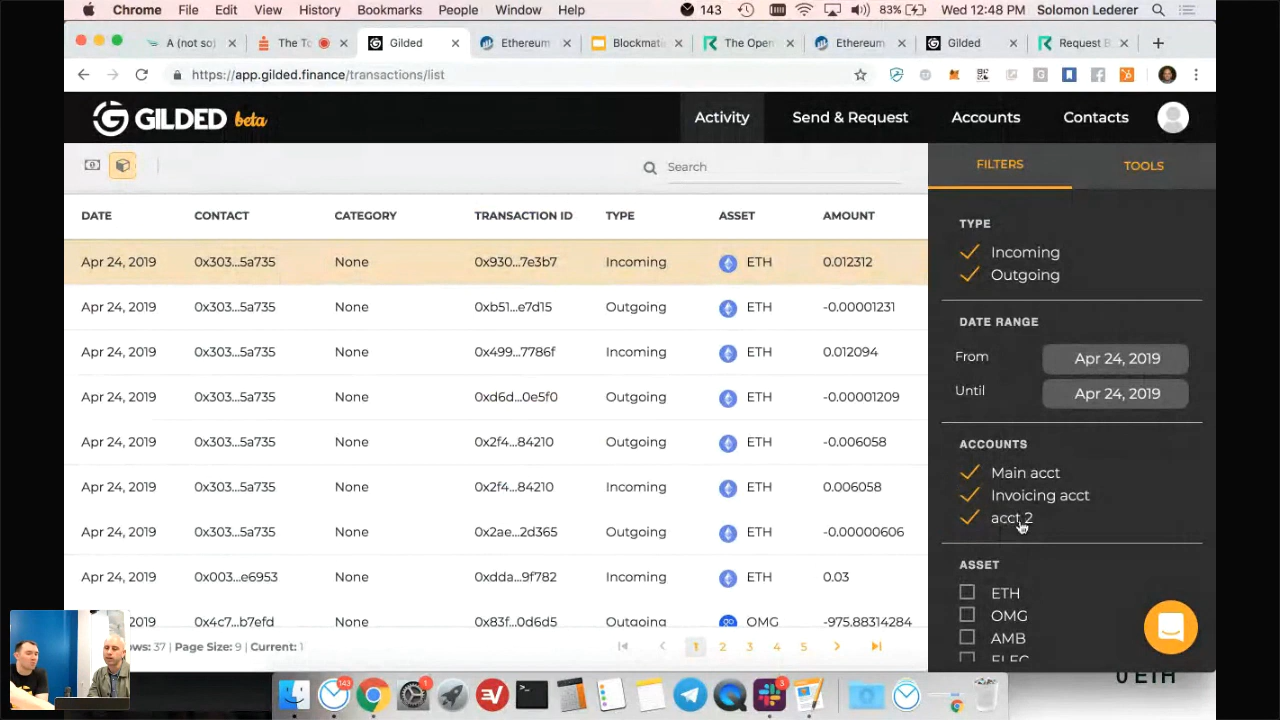 Chrome File Edit View History Bookmarks People Window Help 143 83% Wed 12:48 PM Solomon Lederer
A (not so) The To Gilded Ethereum Blockmat The Open Ethereum Gilded Request B
https://app.gilded.finance/transactions/list
GILDED beta Activity Send & Request Accounts Contacts
Search FILTERS TOOLS
DATE CONTACT CATEGORY TRANSACTION ID TYPE ASSET AMOUNT
Apr 24, 2019 0x303...5a735 None 0x930...7e3b7 Incoming ETH 0.012312
Apr 24, 2019 0x303...5a735 None 0xb51...e7d15 Outgoing ETH -0.00001231
Apr 24, 2019 0x303...5a735 None 0x499...7786f Incoming ETH 0.012094
Apr 24, 2019 0x303...5a735 None 0xd6d...0e5f0 Outgoing ETH -0.00001209
Apr 24, 2019 0x303...5a735 None 0x2f4...84210 Outgoing ETH -0.006058
Apr 24, 2019 0x303...5a735 None 0x2f4...84210 Incoming ETH 0.006058
Apr 24, 2019 0x303...5a735 None 0x2ae...2d365 Outgoing ETH -0.00000606
Apr 24, 2019 0x003...e6953 None 0xdda...9f782 Incoming ETH 0.03
4, 2019 0x4c7...b7efd None 0x83f...0d6d5 Outgoing OMG -975.88314284
ows: 37 | Page Size: 9 | Current: 1 1 2 3 4 5
TYPE
Incoming
Outgoing
DATE RANGE
From Apr 24, 2019
Until Apr 24, 2019
ACCOUNTS
Main acct
Invoicing acct
acct 2
ASSET
ETH
OMG
AMB
ELEC
0 ETH
143 1 3